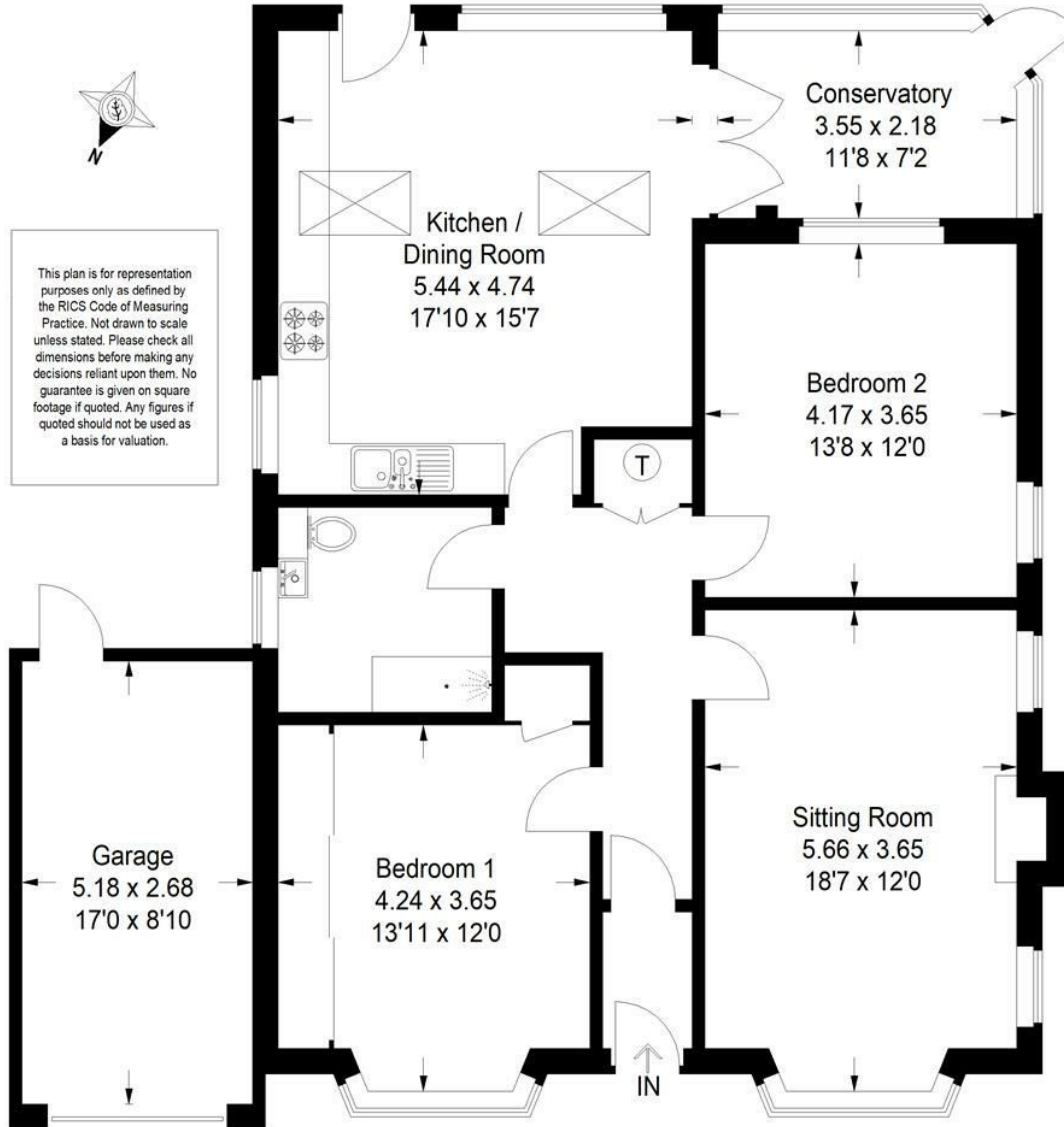 N
This plan is for representation
purposes only as defined by
the RICS Code of Measuring
Practice. Not drawn to scale
unless stated. Please check all
dimensions before making any
decisions reliant upon them. No
guarantee is given on square
footage if quoted. Any figures if
quoted should not be used as
a basis for valuation.
Kitchen /
Dining Room
5.44 x 4.74
17'10 x 15'7
Conservatory
3.55 x 2.18
11'8 x 7'2
T
Bedroom 2
4.17 x 3.65
13'8 x 12'0
Garage
5.18 x 2.68
17'0 x 8'10
Bedroom 1
4.24 x 3.65
13'11 x 12'0
Sitting Room
5.66 x 3.65
18'7 x 12'0
IN